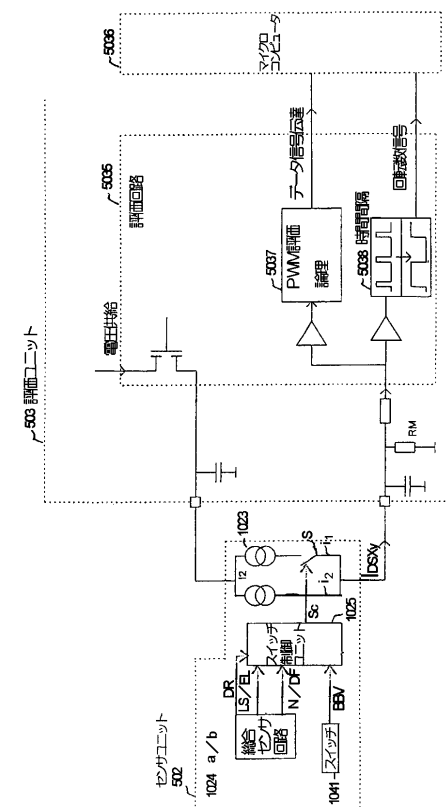 503 評価ユニット
5036
マイクロ
コンピュータ
5035
評価回路
電圧供給
データ信号伝達
回転数信号
5037
PWM評価
論理
5038 時間間隔
RM
1023
I2
S
i1
i2
IDSXy
Sc
1025
スイッチ
制御
ユニット
DR
LS/EL
N/DF
BBV
センサユニット
502
1024 a/b
総合
センサ
回路
1041
スイッチ